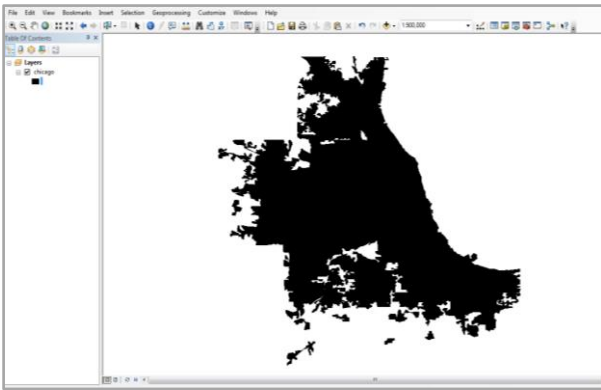 File Edit View Bookmarks Insert Selection Geoprocessing Customize Windows Help
1:500,000
Table Of Contents
Layers
chicago